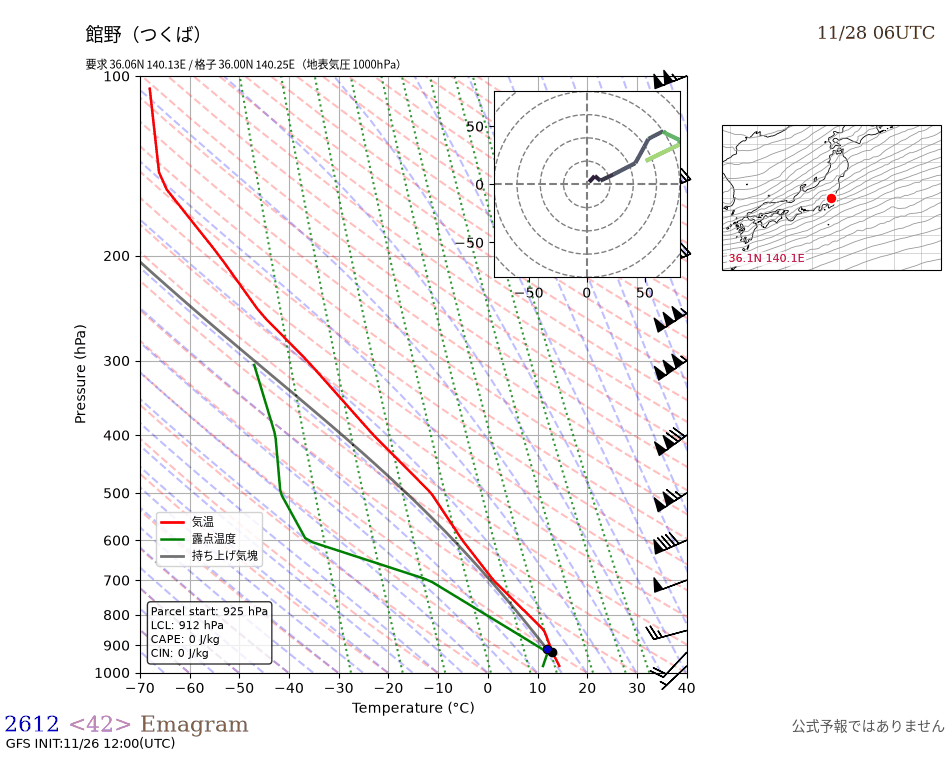 館野（つくば）
11/28 06UTC
要求 36.06N 140.13E / 格子 36.00N 140.25E（地表気圧 1000hPa）
100
200
300
400
500
600
700
800
900
1000
Pressure (hPa)
−70 −60 −50 −40 −30 −20 −10 0 10 20 30 40
Temperature (°C)
50
0
−50
−50 0 50
36.1N 140.1E
気温
露点温度
持ち上げ気塊
Parcel start: 925 hPa
LCL: 912 hPa
CAPE: 0 J/kg
CIN: 0 J/kg
2612 <42> Emagram
GFS INIT:11/26 12:00(UTC)
公式予報ではありません